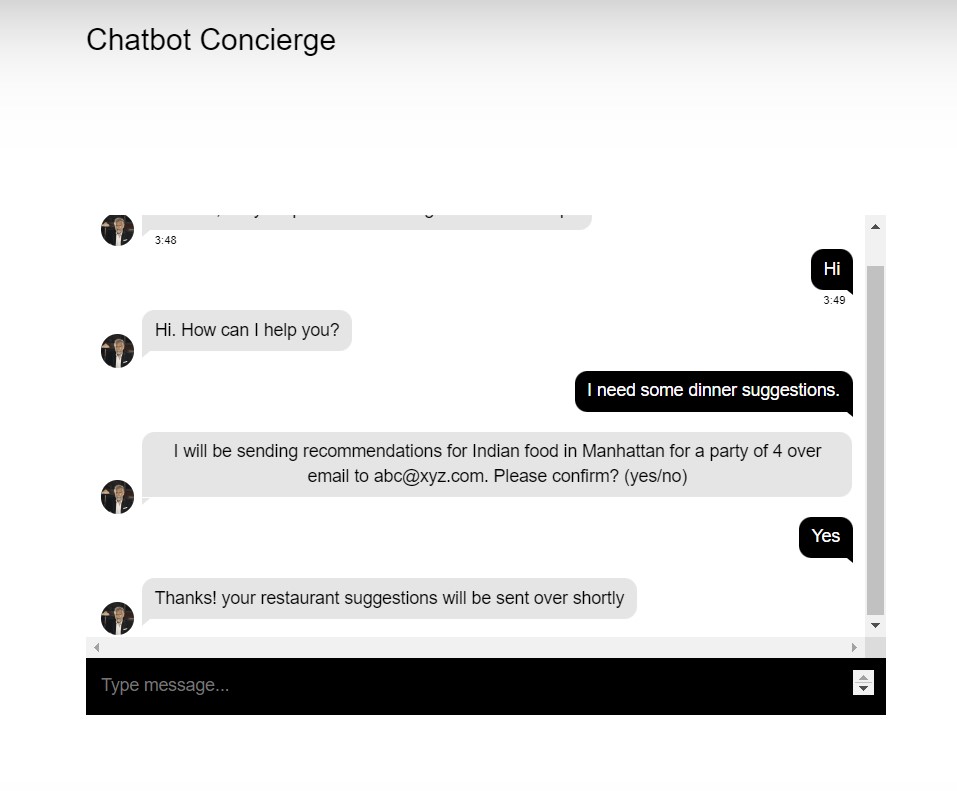 Chatbot Concierge
3:48
Hi
3:49
Hi. How can I help you?
I need some dinner suggestions.
I will be sending recommendations for Indian food in Manhattan for a party of 4 over
email to abc@xyz.com. Please confirm? (yes/no)
Yes
Thanks! your restaurant suggestions will be sent over shortly
Type message...